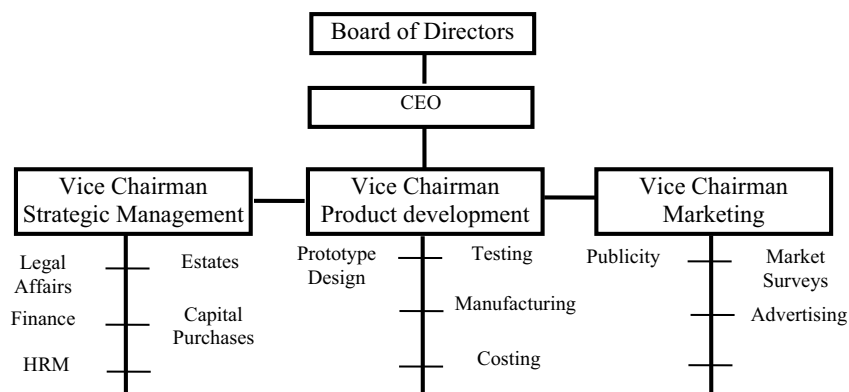 Board of Directors
CEO
Vice Chairman
Strategic Management
Vice Chairman
Product development
Vice Chairman
Marketing
Legal
Affairs
Estates
Finance
Capital
Purchases
HRM
Prototype
Design
Testing
Manufacturing
Costing
Publicity
Market
Surveys
Advertising